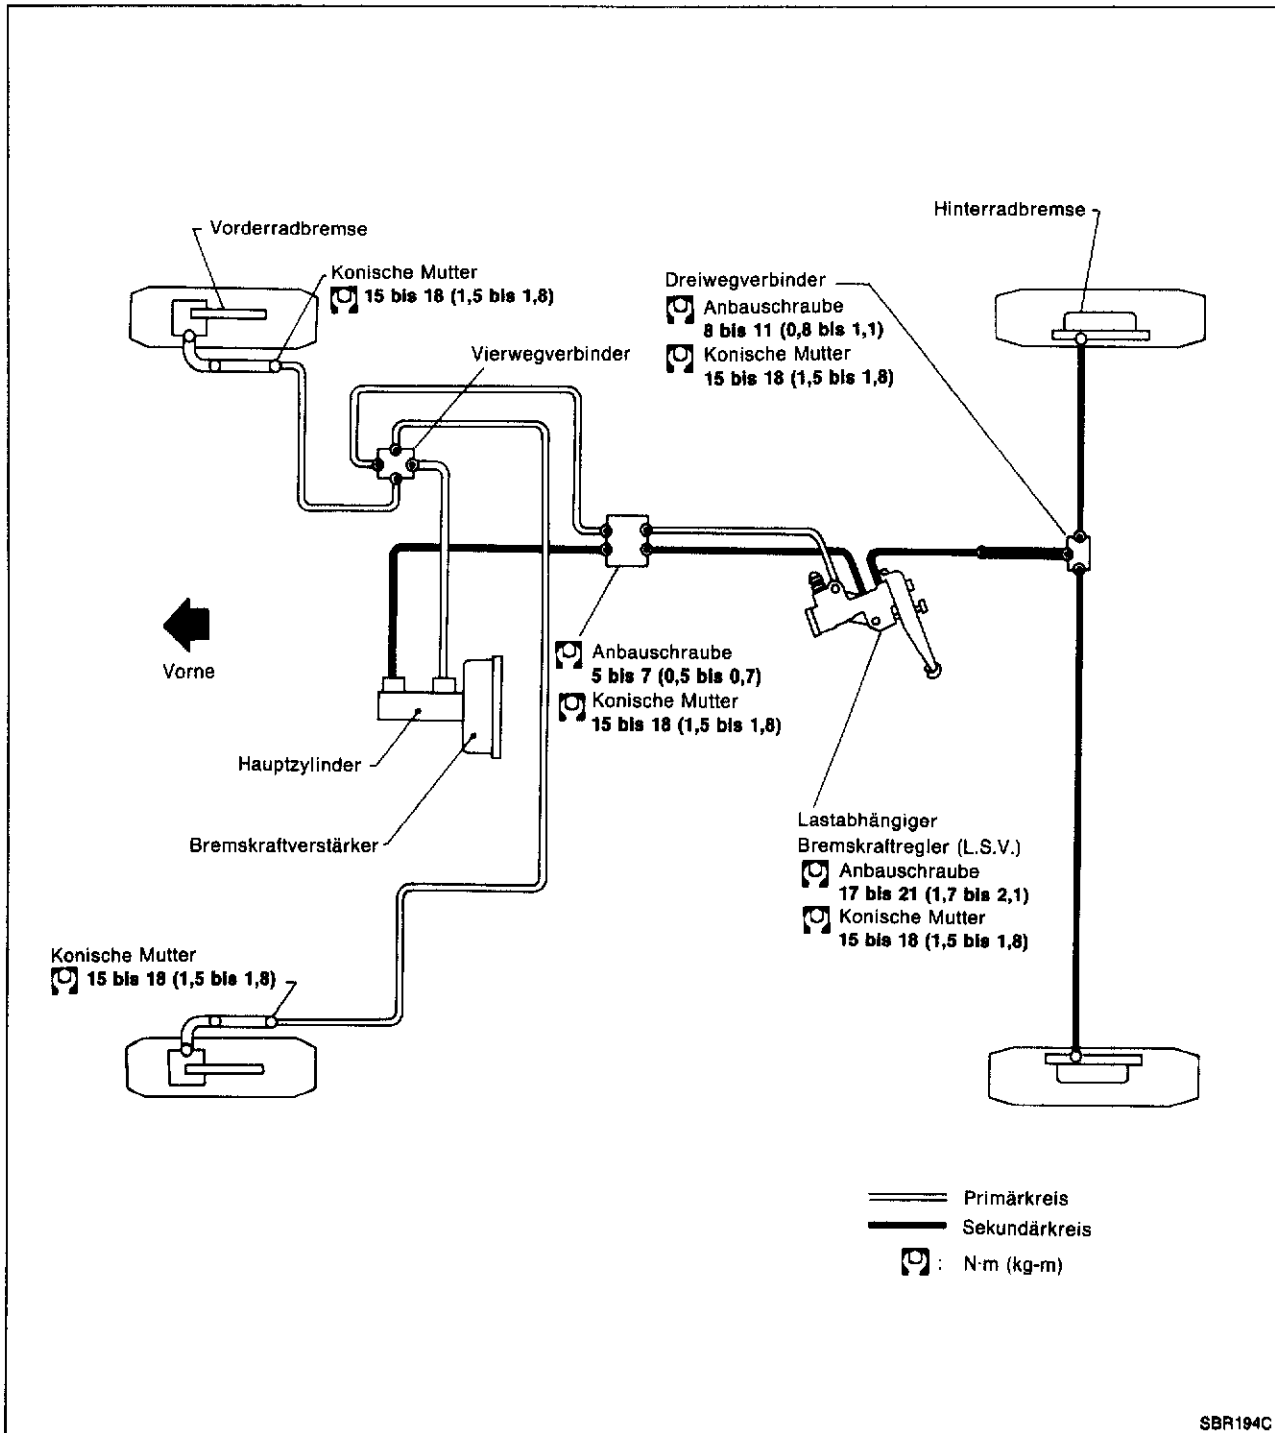 Hinterradbremse
Vorderradbremse
Konische Mutter
15 bis 18 (1,5 bis 1,8)
Dreiwegverbinder
Anbauschraube
8 bis 11 (0,8 bis 1,1)
Konische Mutter
15 bis 18 (1,5 bis 1,8)
Vierwegverbinder
Vorne
Anbauschraube
5 bis 7 (0,5 bis 0,7)
Konische Mutter
15 bis 18 (1,5 bis 1,8)
Hauptzylinder
Bremskraftverstärker
Lastabhängiger
Bremskraftregler (L.S.V.)
Anbauschraube
17 bis 21 (1,7 bis 2,1)
Konische Mutter
15 bis 18 (1,5 bis 1,8)
Konische Mutter
15 bis 18 (1,5 bis 1,8)
Primärkreis
Sekundärkreis
: N·m (kg-m)
SBR194C